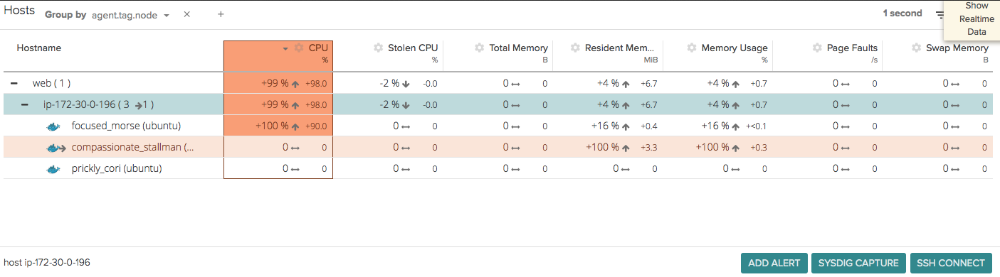 Hosts Group by agent.tag.node × + 1 second Show
Realtime
Data
Hostname CPU Stolen CPU Total Memory Resident Mem... Memory Usage Page Faults Swap Memory
% % B MiB % /s B
− web ( 1 ) +99 % ↑ +98.0 -2 % ↓ -0.0 0 ↔ 0 +4 % ↑ +6.7 +4 % ↑ +0.7 0 ↔ 0 0 ↔ 0
− ip-172-30-0-196 ( 3 →1 ) +99 % ↑ +98.0 -2 % ↓ -0.0 0 ↔ 0 +4 % ↑ +6.7 +4 % ↑ +0.7 0 ↔ 0 0 ↔ 0
focused_morse (ubuntu) +100 % ↑ +90.0 0 ↔ 0 0 ↔ 0 +16 % ↑ +0.4 +16 % ↑ +<0.1 0 ↔ 0 0 ↔ 0
compassionate_stallman (... 0 ↔ 0 0 ↔ 0 0 ↔ 0 +100 % ↑ +3.3 +100 % ↑ +0.3 0 ↔ 0 0 ↔ 0
prickly_cori (ubuntu) 0 ↔ 0 0 ↔ 0 0 ↔ 0 0 ↔ 0 0 ↔ 0 0 ↔ 0 0 ↔ 0
host ip-172-30-0-196 ADD ALERT SYSDIG CAPTURE SSH CONNECT